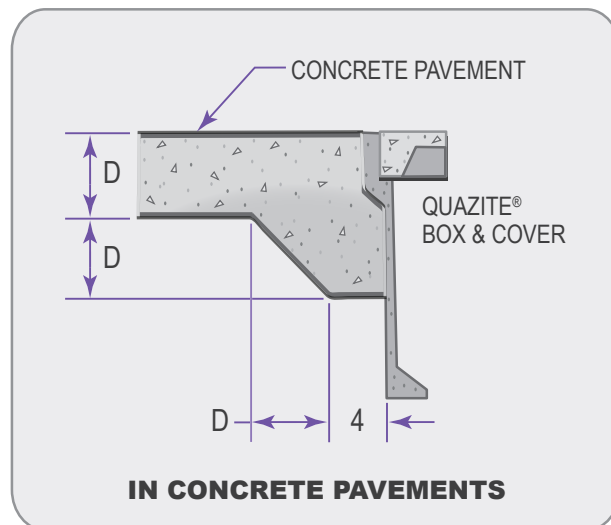 CONCRETE PAVEMENT
D
QUAZITE®
BOX & COVER
D
D
4
IN CONCRETE PAVEMENTS